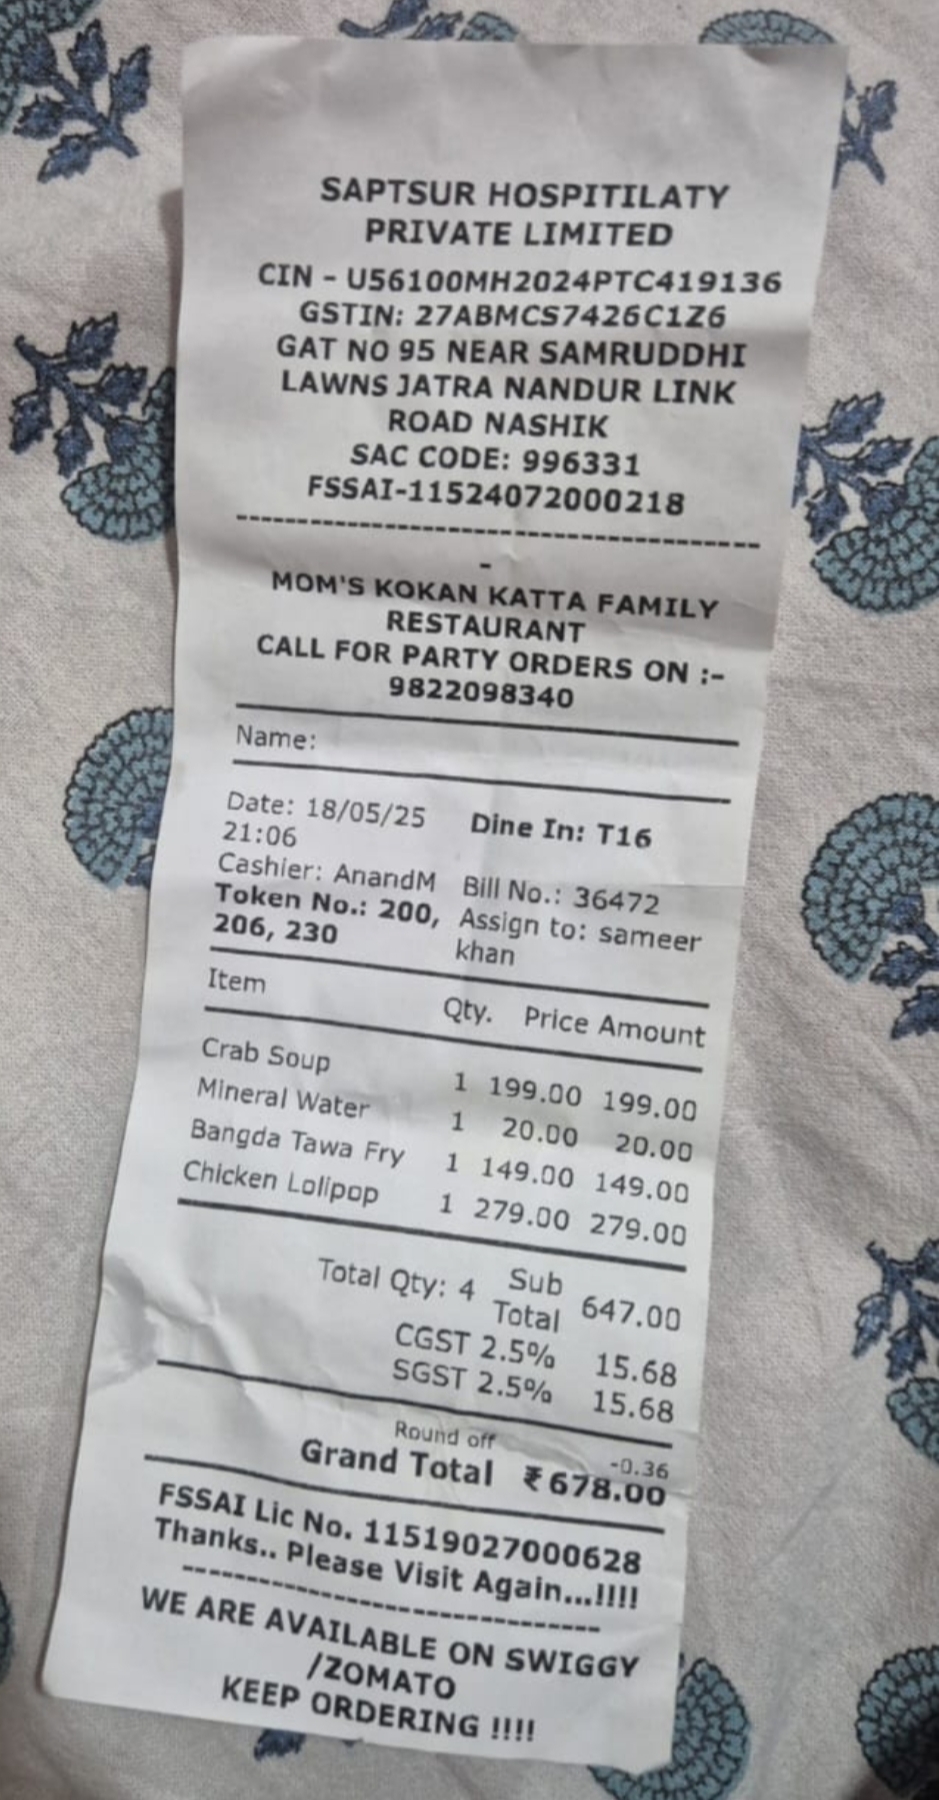 SAPTSUR HOSPITILATY
PRIVATE LIMITED
CIN - U56100MH2024PTC419136
GSTIN: 27ABMCS7426C1Z6
GAT NO 95 NEAR SAMRUDDHI
LAWNS JATRA NANDUR LINK
ROAD NASHIK
SAC CODE: 996331
FSSAI-11524072000218
----------------------------------------
-
MOM'S KOKAN KATTA FAMILY
RESTAURANT
CALL FOR PARTY ORDERS ON :-
9822098340
Name:
Date: 18/05/25 Dine In: T16
21:06
Cashier: AnandM Bill No.: 36472
Token No.: 200, Assign to: sameer
206, 230 khan
Item Qty. Price Amount
Crab Soup 1 199.00 199.00
Mineral Water 1 20.00 20.00
Bangda Tawa Fry 1 149.00 149.00
Chicken Lolipop 1 279.00 279.00
Total Qty: 4 Sub 647.00
Total
CGST 2.5% 15.68
SGST 2.5% 15.68
Round off -0.36
Grand Total ₹678.00
FSSAI Lic No. 11519027000628
Thanks.. Please Visit Again...!!!!
----------------------------------
WE ARE AVAILABLE ON SWIGGY
/ZOMATO
KEEP ORDERING !!!!